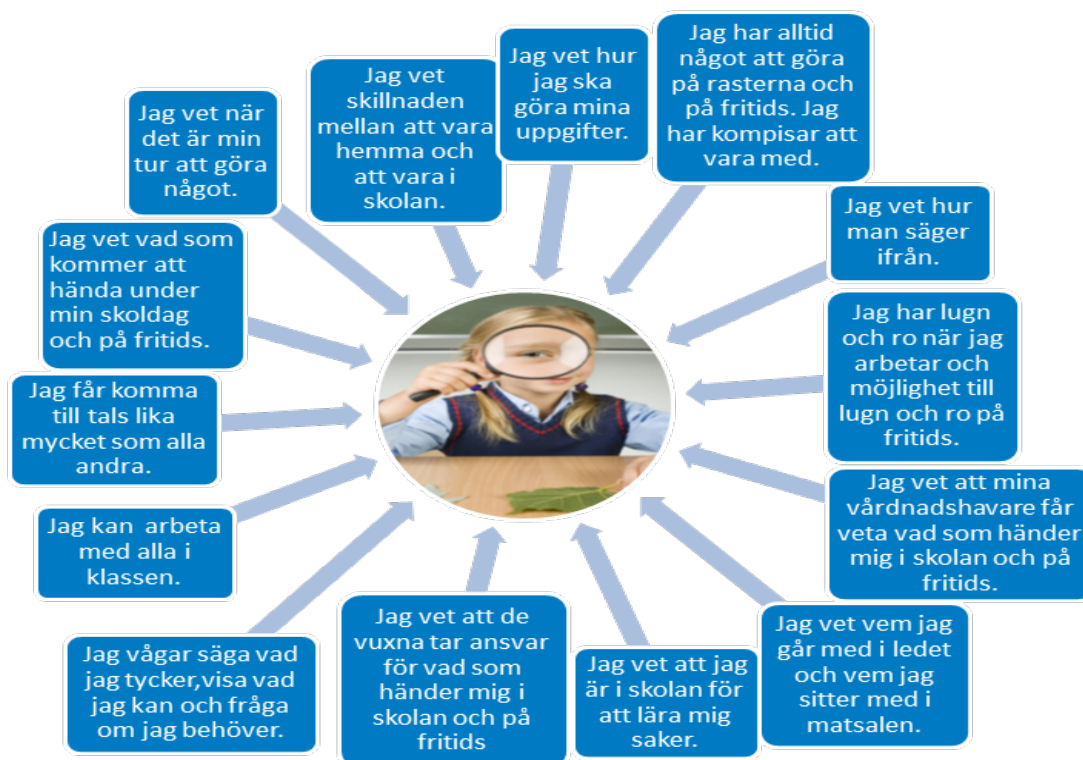 Jag vet när
det är min
tur att göra
något.
Jag vet
skillnaden
mellan att vara
hemma och
att vara i
skolan.
Jag vet hur
jag ska
göra mina
uppgifter.
Jag har alltid
något att göra
på rasterna och
på fritids. Jag
har kompisar att
vara med.
Jag vet hur
man säger
ifrån.
Jag har lugn
och ro när jag
arbetar och
möjlighet till
lugn och ro på
fritids.
Jag vet att mina
vårdnadshavare får
veta vad som händer
mig i skolan och på
fritids.
Jag vet vem jag
går med i ledet
och vem jag
sitter med i
matsalen.
Jag vet att jag
är i skolan för
att lära mig
saker.
Jag vet att de
vuxna tar ansvar
för vad som
händer mig i
skolan och på
fritids
Jag vågar säga vad
jag tycker,visa vad
jag kan och fråga
om jag behöver.
Jag kan arbeta
med alla i
klassen.
Jag får komma
till tals lika
mycket som alla
andra.
Jag vet vad som
kommer att
hända under
min skoldag
och på fritids.